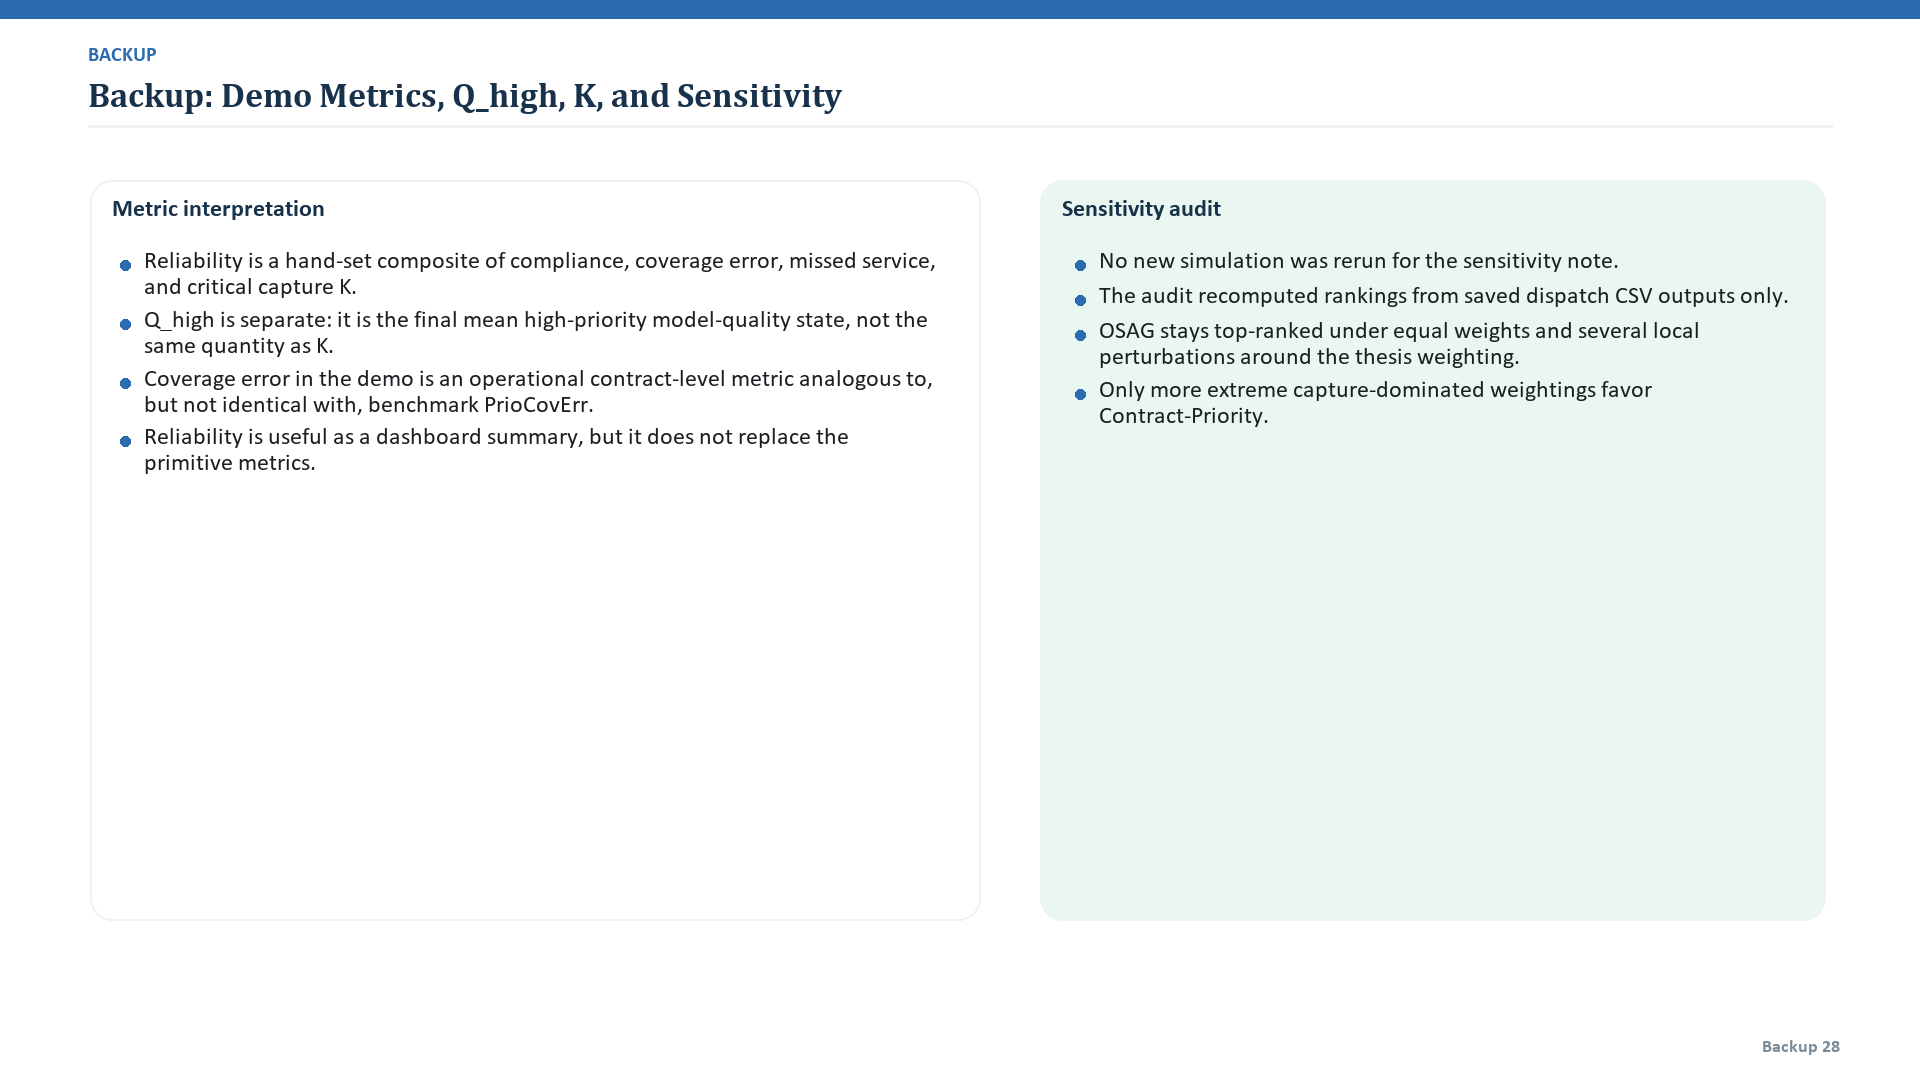 BACKUP
Backup: Demo Metrics, Q_high, K, and Sensitivity
Metric interpretation
Reliability is a hand-set composite of compliance, coverage error, missed service,
and critical capture K.
Q_high is separate: it is the final mean high-priority model-quality state, not the
same quantity as K.
Coverage error in the demo is an operational contract-level metric analogous to,
but not identical with, benchmark PrioCovErr.
Reliability is useful as a dashboard summary, but it does not replace the
primitive metrics.
Sensitivity audit
No new simulation was rerun for the sensitivity note.
The audit recomputed rankings from saved dispatch CSV outputs only.
OSAG stays top-ranked under equal weights and several local
perturbations around the thesis weighting.
Only more extreme capture-dominated weightings favor
Contract-Priority.
Backup 28